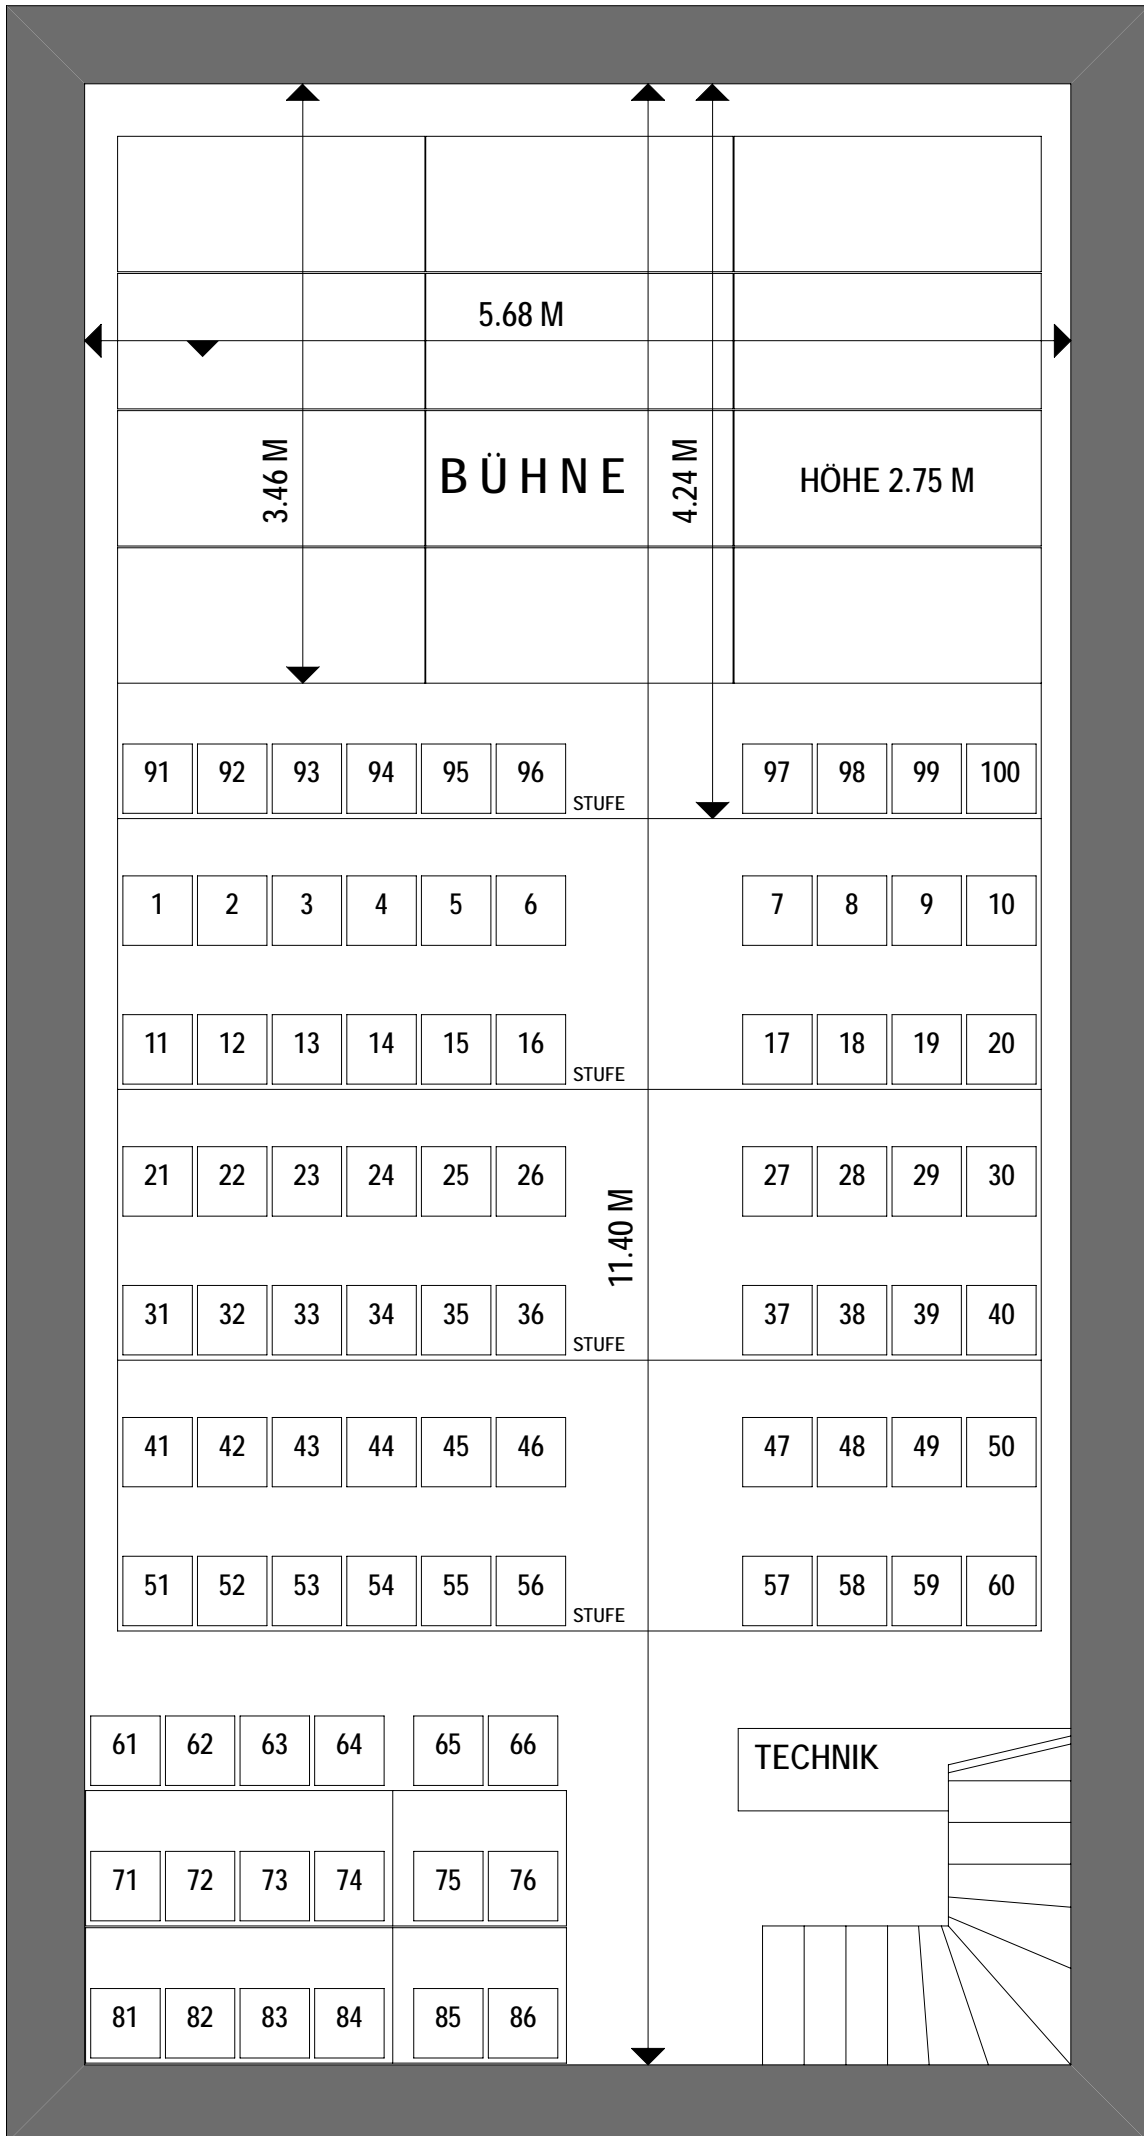 5.68 M
3.46 M
BÜHNE
4.24 M
HÖHE 2.75 M
91 92 93 94 95 96 97 98 99 100
STUFE
1 2 3 4 5 6 7 8 9 10
11 12 13 14 15 16 17 18 19 20
STUFE
21 22 23 24 25 26 27 28 29 30
11.40 M
31 32 33 34 35 36 37 38 39 40
STUFE
41 42 43 44 45 46 47 48 49 50
51 52 53 54 55 56 57 58 59 60
STUFE
61 62 63 64 65 66
TECHNIK
71 72 73 74 75 76
81 82 83 84 85 86